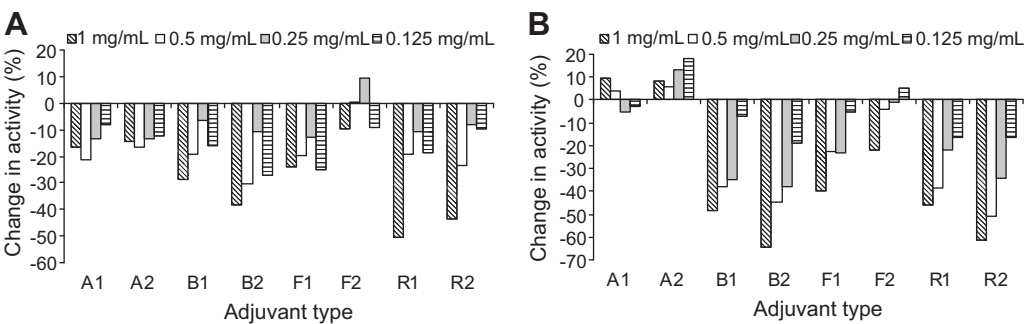 A
1 mg/mL 0.5 mg/mL 0.25 mg/mL 0.125 mg/mL
Change in activity (%)
20
10
0
-10
-20
-30
-40
-50
-60
A1 A2 B1 B2 F1 F2 R1 R2
Adjuvant type
B
1 mg/mL 0.5 mg/mL 0.25 mg/mL 0.125 mg/mL
Change in activity (%)
20
10
0
-10
-20
-30
-40
-50
-60
-70
A1 A2 B1 B2 F1 F2 R1 R2
Adjuvant type